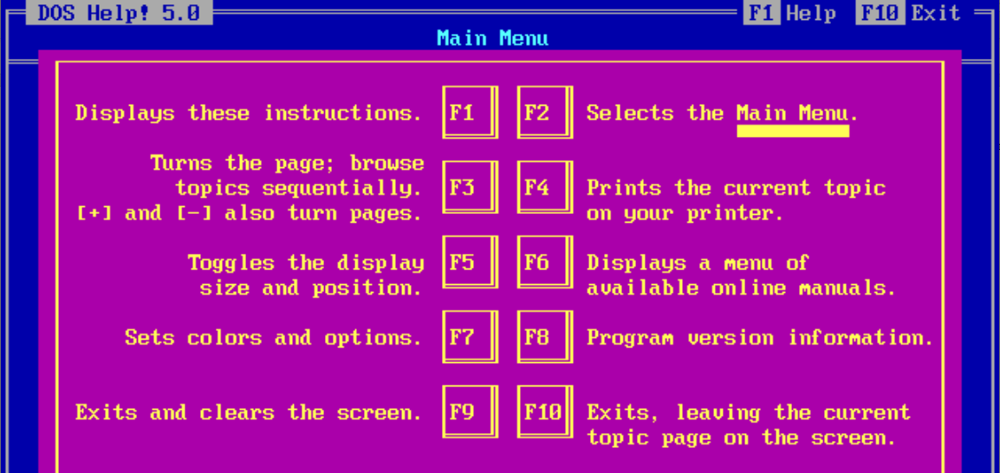 DOS Help! 5.0 F1 Help F10 Exit
Main Menu
Displays these instructions. F1 F2 Selects the Main Menu.
Turns the page; browse
topics sequentially. F3 F4 Prints the current topic
[+] and [-] also turn pages. on your printer.
Toggles the display F5 F6 Displays a menu of
size and position. available online manuals.
Sets colors and options. F7 F8 Program version information.
Exits and clears the screen. F9 F10 Exits, leaving the current
topic page on the screen.